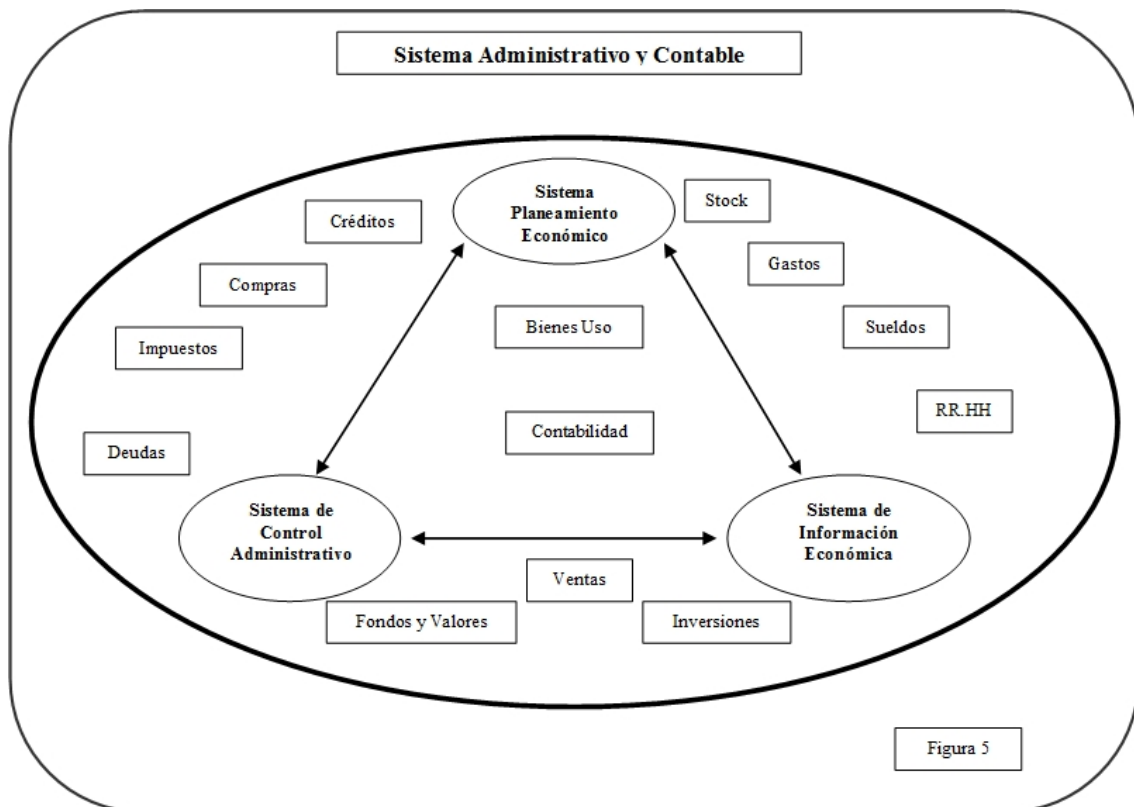 Sistema Administrativo y Contable
Sistema
Planeamiento
Económico
Stock
Créditos
Gastos
Compras
Bienes Uso
Sueldos
Impuestos
RR.HH
Contabilidad
Deudas
Sistema de
Control
Administrativo
Sistema de
Información
Económica
Ventas
Fondos y Valores
Inversiones
Figura 5